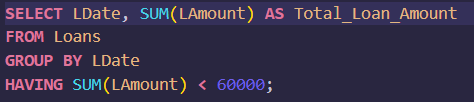 SELECT LDate, SUM(LAmount) AS Total_Loan_Amount
FROM Loans
GROUP BY LDate
HAVING SUM(LAmount) < 60000;